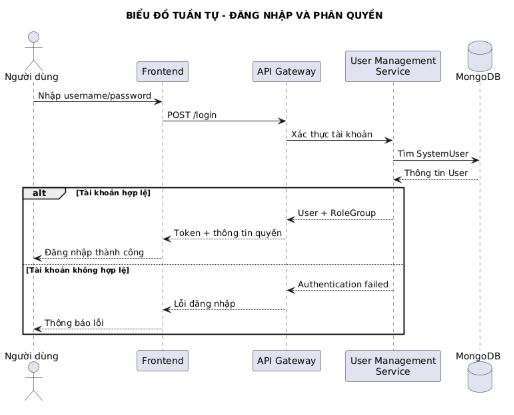 BIỂU ĐỒ TUẦN TỰ - ĐĂNG NHẬP VÀ PHÂN QUYỀN
Người dùng
Frontend
API Gateway
User Management
Service
MongoDB
Nhập username/password
POST /login
Xác thực tài khoản
Tìm SystemUser
Thông tin User
alt [Tài khoản hợp lệ]
User + RoleGroup
Token + thông tin quyền
Đăng nhập thành công
[Tài khoản không hợp lệ]
Authentication failed
Lỗi đăng nhập
Thông báo lỗi
Người dùng
Frontend
API Gateway
User Management
Service
MongoDB